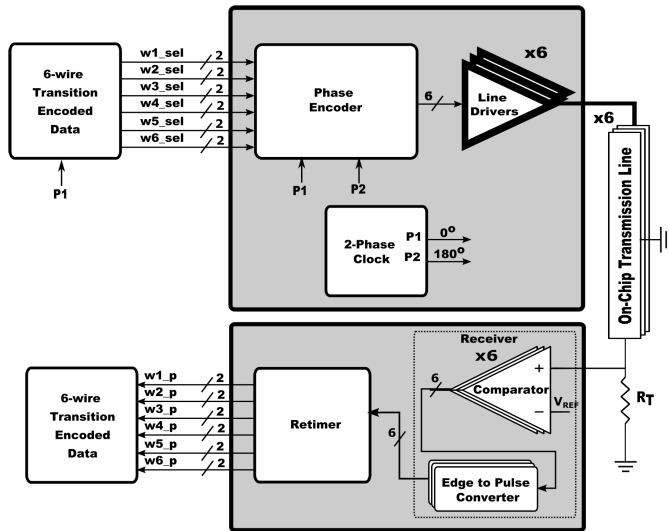 6-wire
Transition
Encoded
Data
P1
w1_sel 2
w2_sel 2
w3_sel 2
w4_sel 2
w5_sel 2
w6_sel 2
Phase
Encoder
P1
P2
6
x6
Line
Drivers
2-Phase
Clock
P1 0°
P2 180°
x6
On-Chip Transmission Line
RT
6-wire
Transition
Encoded
Data
w1_p 2
w2_p 2
w3_p 2
w4_p 2
w5_p 2
w6_p 2
Retimer
6
Receiver
x6
6
Comparator
+
−
VREF
Edge to Pulse
Converter